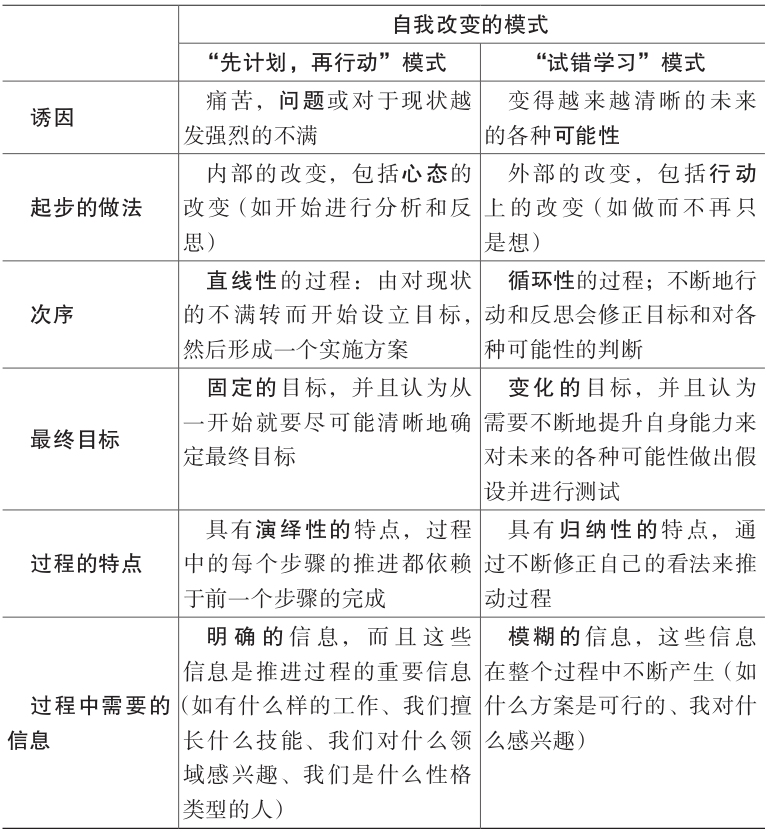 自我改变的模式
“先计划，再行动”模式
“试错学习”模式
诱因
痛苦，问题或对于现状越
发强烈的不满
变得越来越清晰的未来
的各种可能性
起步的做法
内部的改变，包括心态的
改变（如开始进行分析和反
思）
外部的改变，包括行动
上的改变（如做而不再只
是想）
次序
直线性的过程：由对现状
的不满转而开始设立目标，
然后形成一个实施方案
循环性的过程；不断地行
动和反思会修正目标和对各
种可能性的判断
最终目标
固定的目标，并且认为从
一开始就要尽可能清晰地确
定最终目标
变化的目标，并且认为
需要不断地提升自身能力来
对未来的各种可能性做出假
设并进行测试
过程的特点
具有演绎性的特点，过程
中的每个步骤的推进都依赖
于前一个步骤的完成
具有归纳性的特点，通
过不断修正自己的看法来推
动过程
过程中需要的
信息
明确的信息，而且这些
信息是推进过程的重要信息
（如有什么样的工作、我们擅
长什么技能、我们对什么领
域感兴趣、我们是什么性格
类型的人）
模糊的信息，这些信息
在整个过程中不断产生（如
什么方案是可行的、我对什
么感兴趣）